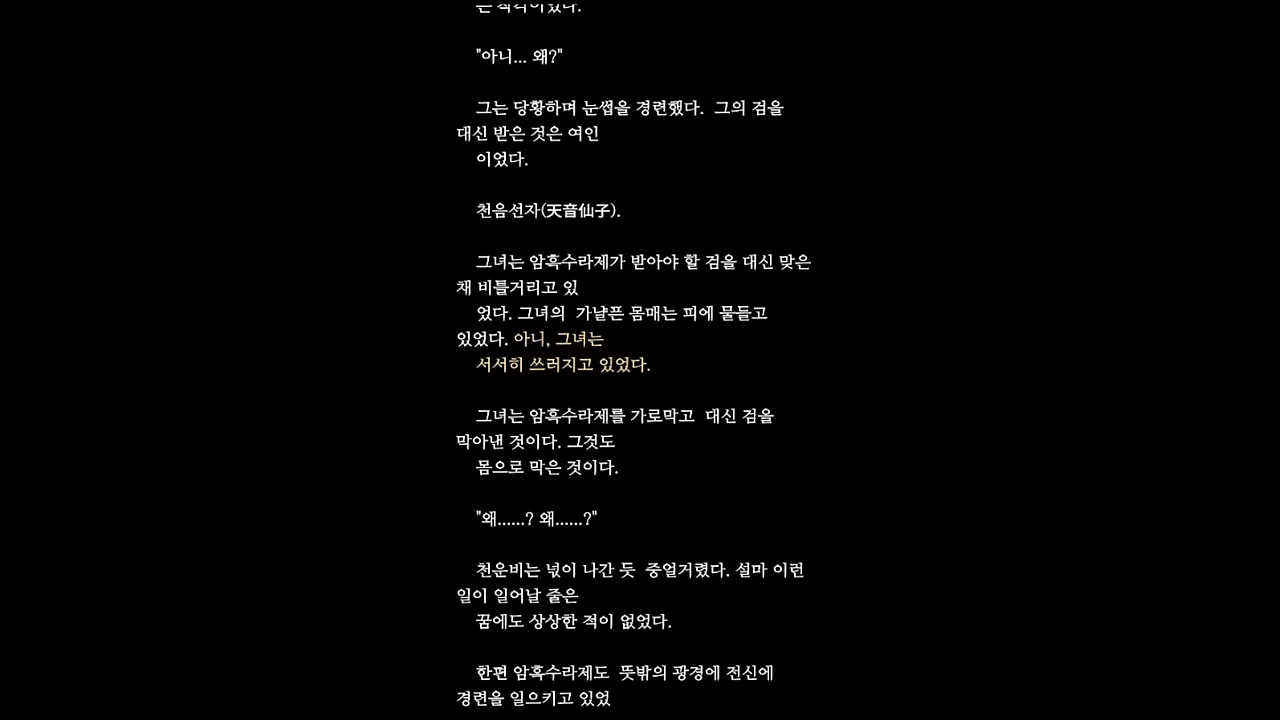 은 착각이었다.
"아니... 왜?"
그는 당황하며 눈썹을 경련했다. 그의 검을
대신 받은 것은 여인
이었다.
천음선자(天音仙子).
그녀는 암흑수라제가 받아야 할 검을 대신 맞은
채 비틀거리고 있
었다. 그녀의 가냘픈 몸매는 피에 물들고
있었다. 아니, 그녀는
서서히 쓰러지고 있었다.
그녀는 암흑수라제를 가로막고 대신 검을
막아낸 것이다. 그것도
몸으로 막은 것이다.
"왜......? 왜......?"
천운비는 넋이 나간 듯 중얼거렸다. 설마 이런
일이 일어날 줄은
꿈에도 상상한 적이 없었다.
한편 암흑수라제도 뜻밖의 광경에 전신에
경련을 일으키고 있었